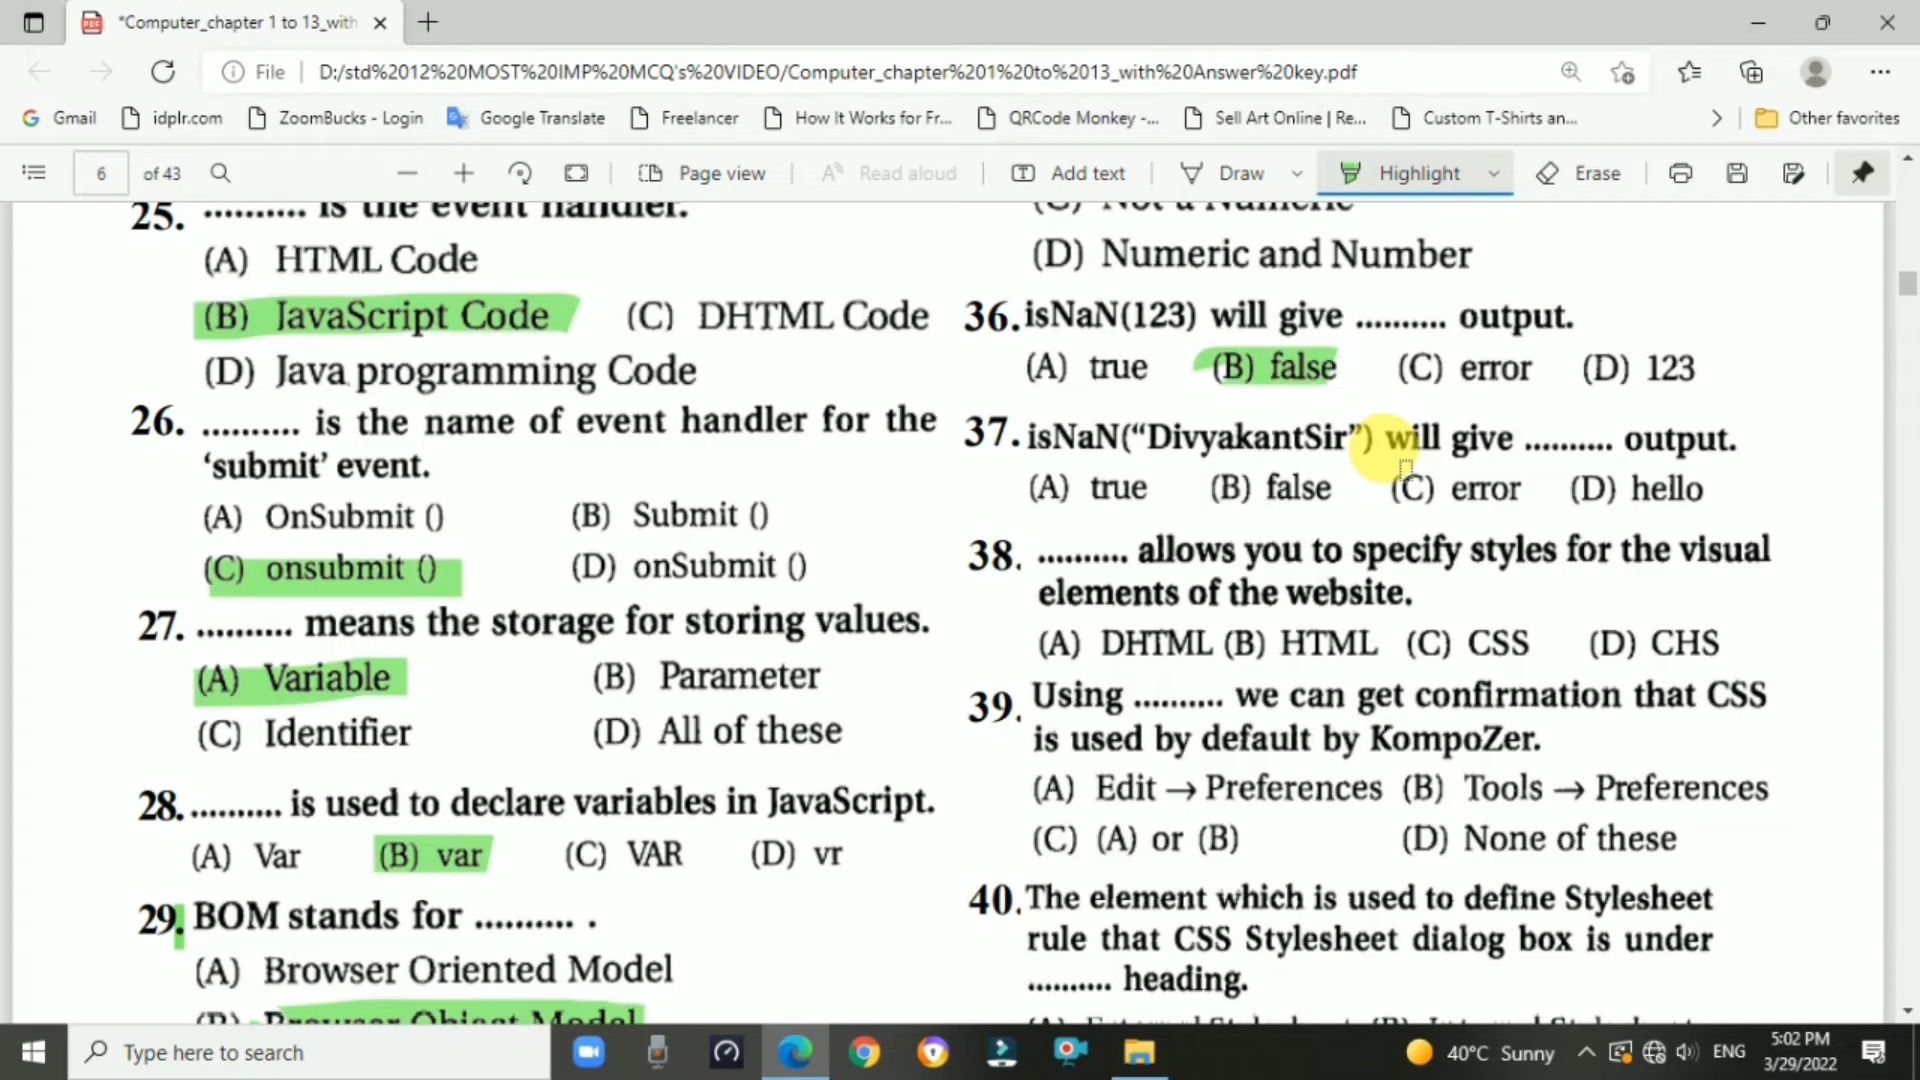 *Computer_chapter 1 to 13_with
File
D:/std%2012%20MOST%20IMP%20MCQ's%20VIDEO/Computer_chapter%201%20to%2013_with%20Answer%20key.pdf
Gmail
idplr.com
ZoomBucks - Login
Google Translate
Freelancer
How It Works for Fr...
QRCode Monkey -...
Sell Art Online | Re...
Custom T-Shirts an...
Other favorites
6 of 43
Page view
Read aloud
Add text
Draw
Highlight
Erase
25. .......... is the event handler.
(A) HTML Code
(B) JavaScript Code (C) DHTML Code
(D) Java programming Code
26. .......... is the name of event handler for the
‘submit’ event.
(A) OnSubmit () (B) Submit ()
(C) onsubmit () (D) onSubmit ()
27. .......... means the storage for storing values.
(A) Variable (B) Parameter
(C) Identifier (D) All of these
28. .......... is used to declare variables in JavaScript.
(A) Var (B) var (C) VAR (D) vr
29. BOM stands for .......... .
(A) Browser Oriented Model
(B) Browser Object Model
(C) Not a Numeric
(D) Numeric and Number
36. isNaN(123) will give .......... output.
(A) true (B) false (C) error (D) 123
37. isNaN(“DivyakantSir”) will give .......... output.
(A) true (B) false (C) error (D) hello
38. .......... allows you to specify styles for the visual
elements of the website.
(A) DHTML (B) HTML (C) CSS (D) CHS
39. Using .......... we can get confirmation that CSS
is used by default by KompoZer.
(A) Edit → Preferences (B) Tools → Preferences
(C) (A) or (B) (D) None of these
40. The element which is used to define Stylesheet
rule that CSS Stylesheet dialog box is under
.......... heading.
Type here to search
40°C Sunny
ENG
5:02 PM
3/29/2022